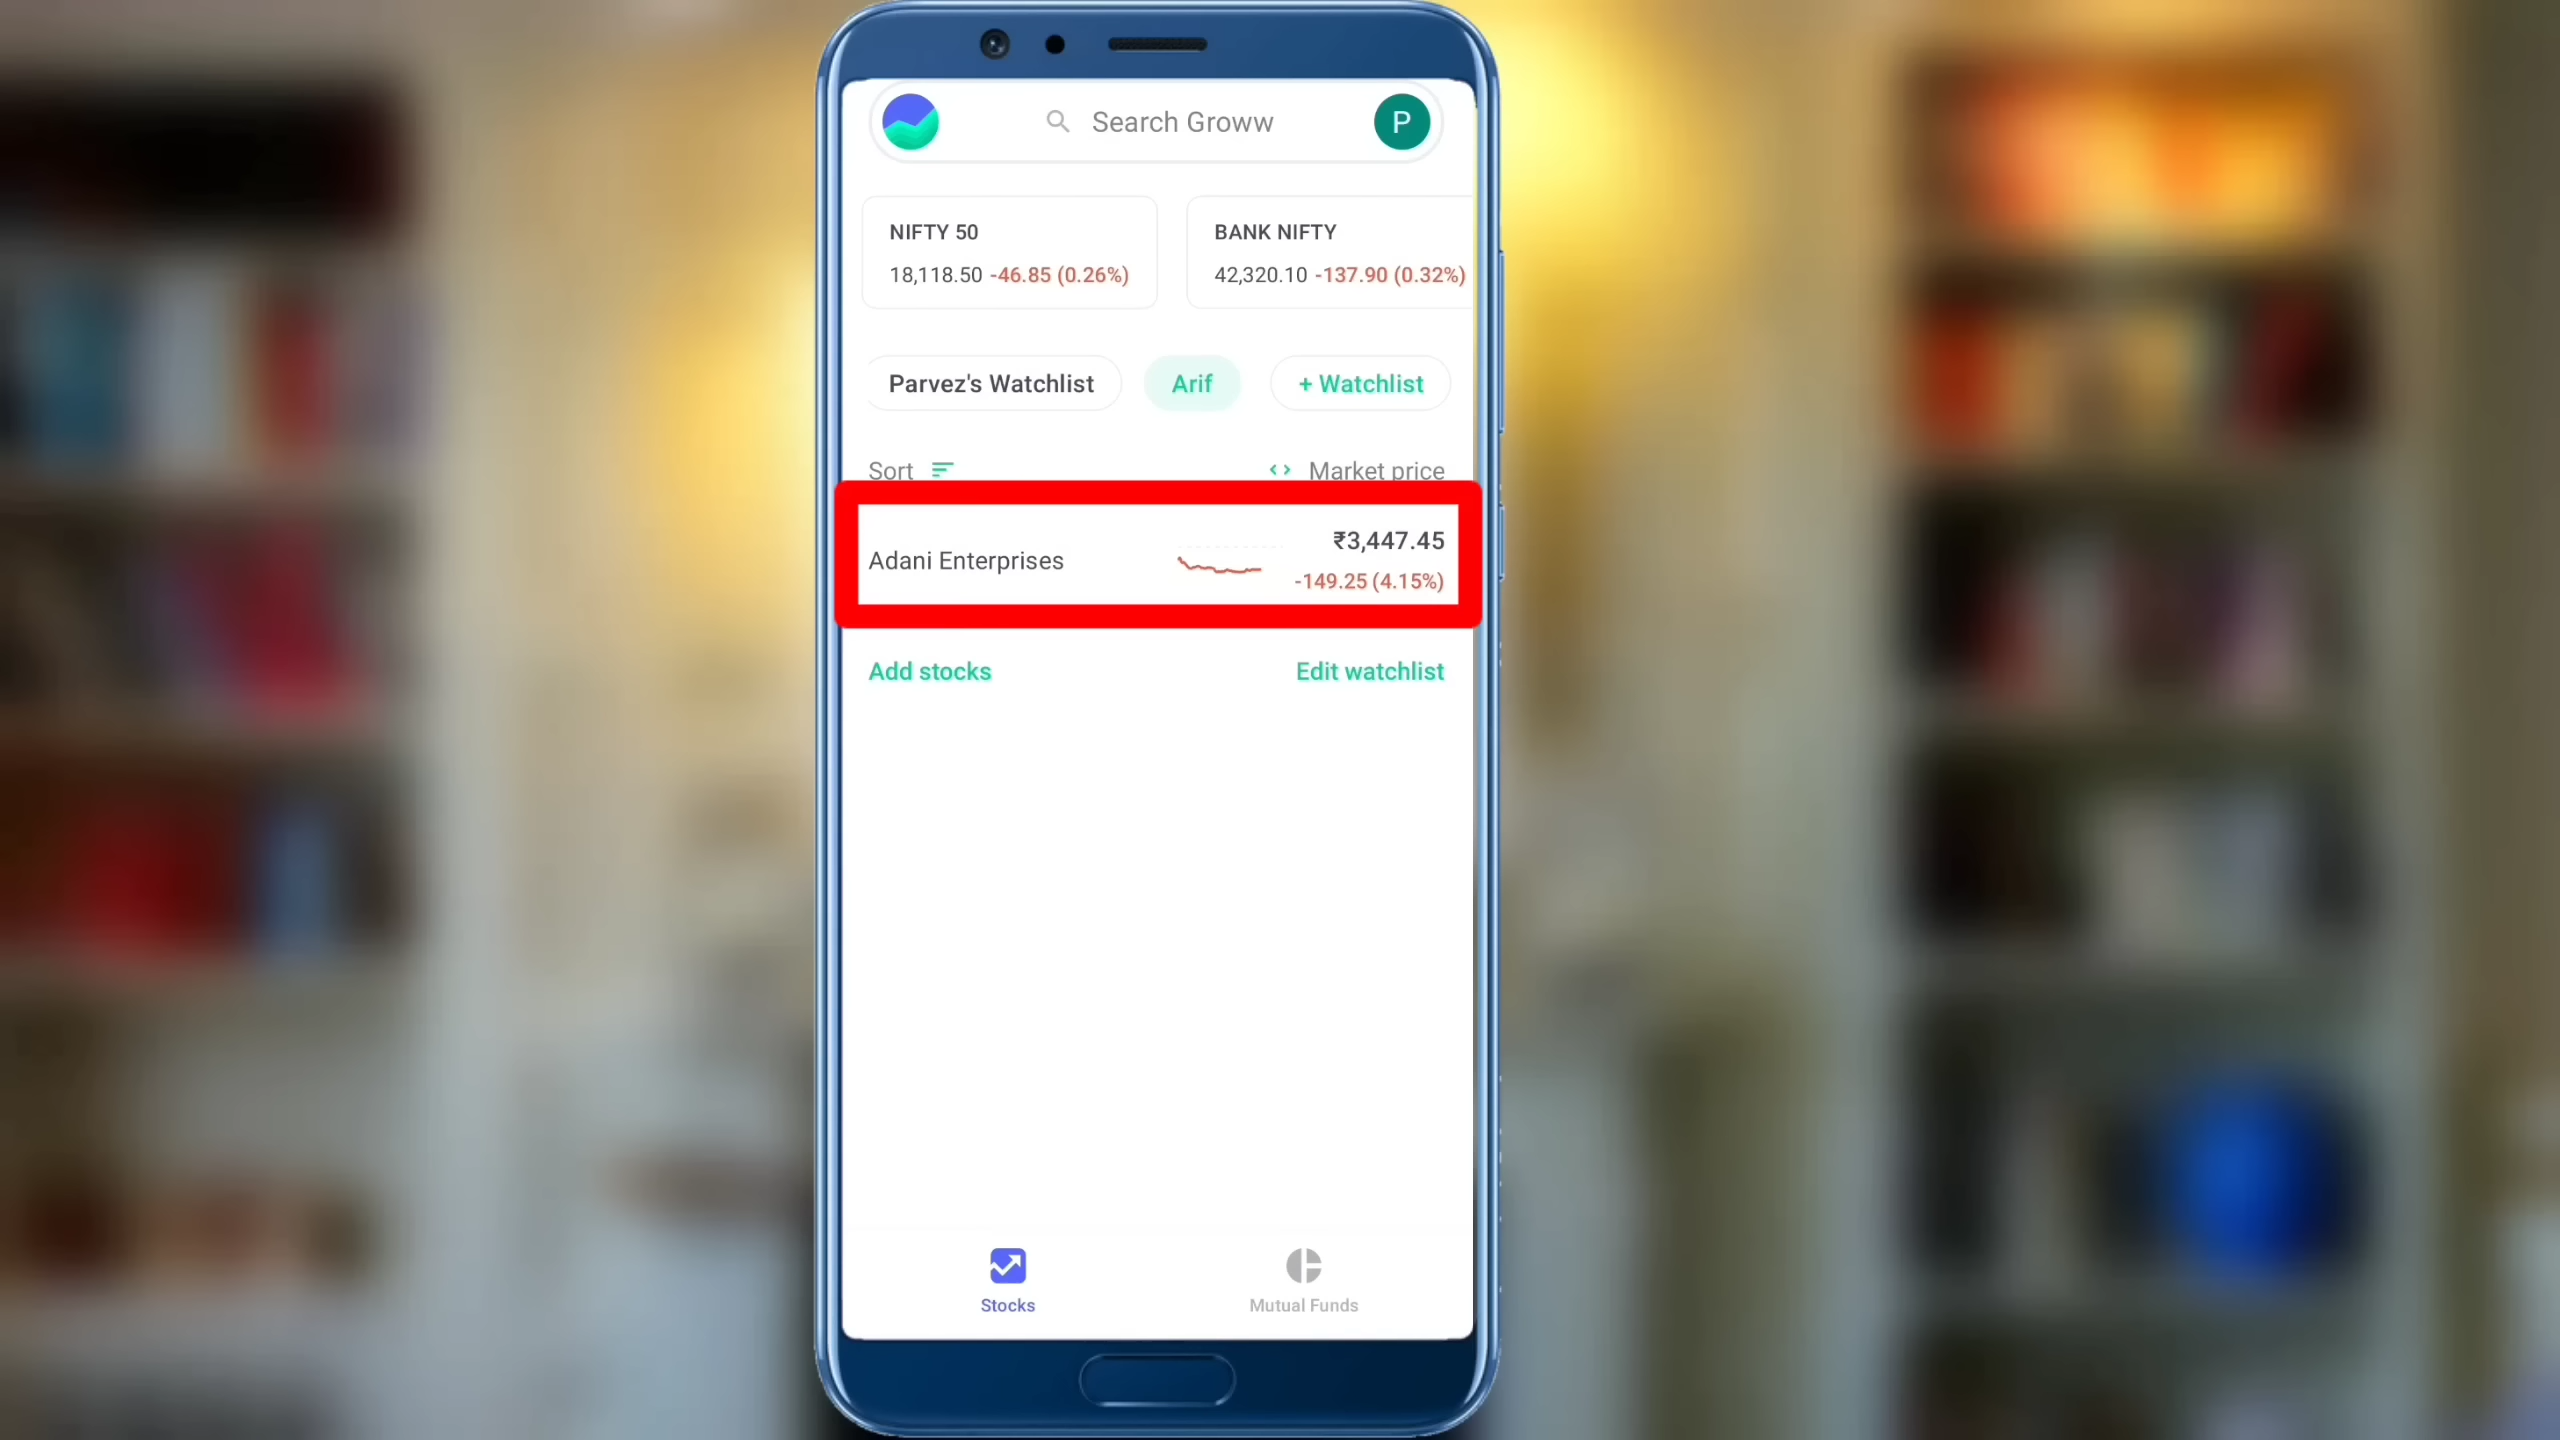 Search Groww
P
NIFTY 50
18,118.50 -46.85 (0.26%)
BANK NIFTY
42,320.10 -137.90 (0.32%)
Parvez's Watchlist
Arif
+ Watchlist
Sort
Market price
Adani Enterprises
₹3,447.45
-149.25 (4.15%)
Add stocks
Edit watchlist
Stocks
Mutual Funds